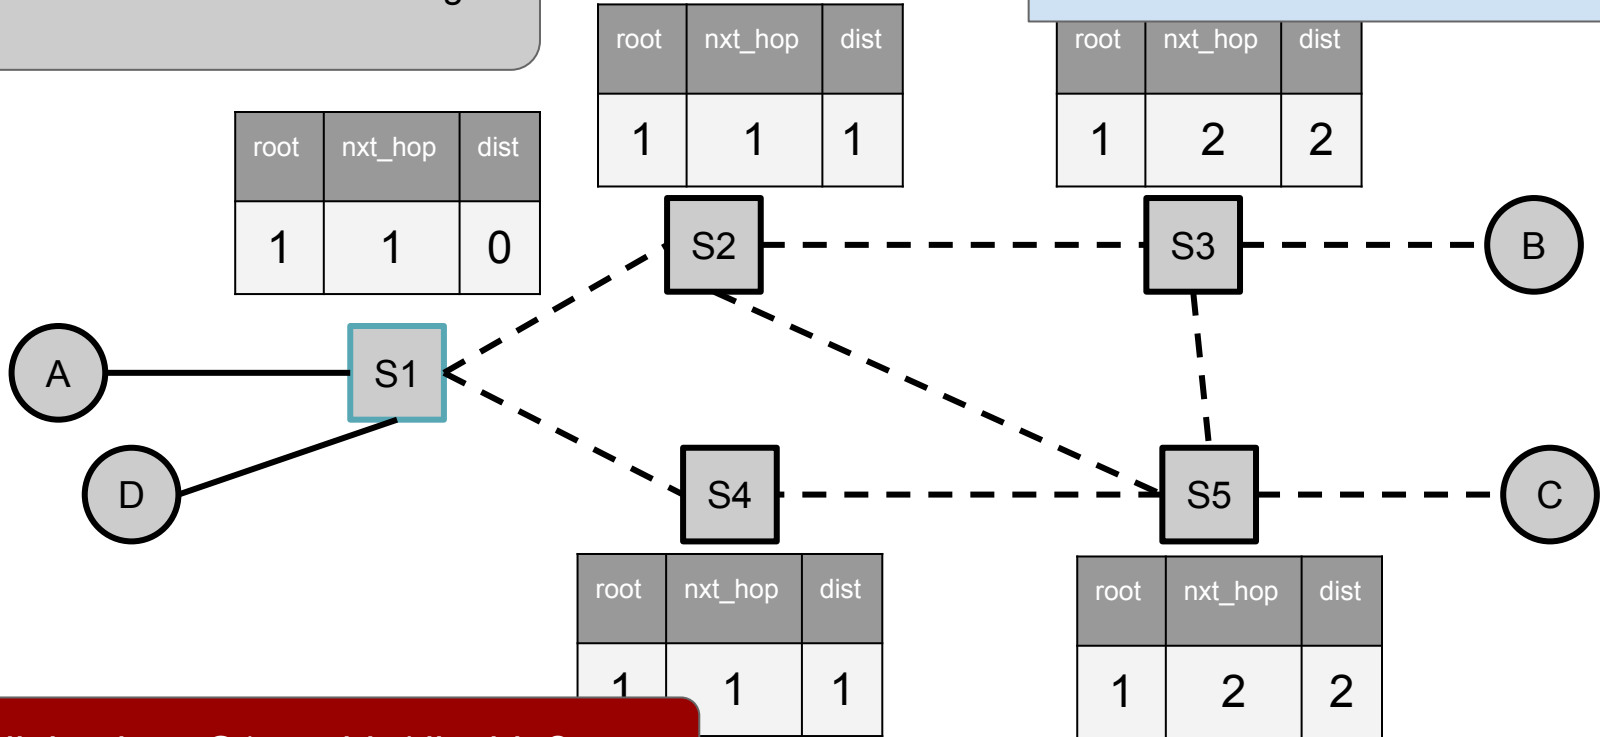 root nxt_hop dist
1 1 1
root nxt_hop dist
1 2 2
root nxt_hop dist
1 1 0
S2
S3
B
A
S1
D
S4
S5
C
root nxt_hop dist
1 1 1
root nxt_hop dist
1 2 2